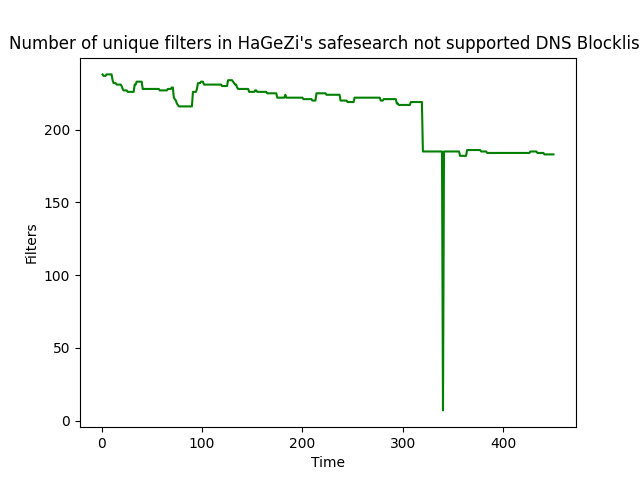 Number of unique filters in HaGeZi's safesearch not supported DNS Blocklis
200
150
100
50
0
Filters
0 100 200 300 400
Time